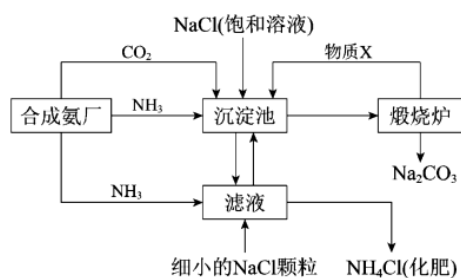 NaCl(饱和溶液)
CO₂
物质X
合成氨厂
NH₃
沉淀池
煅烧炉
Na₂CO₃
NH₃
滤液
细小的NaCl颗粒
NH₄Cl(化肥)